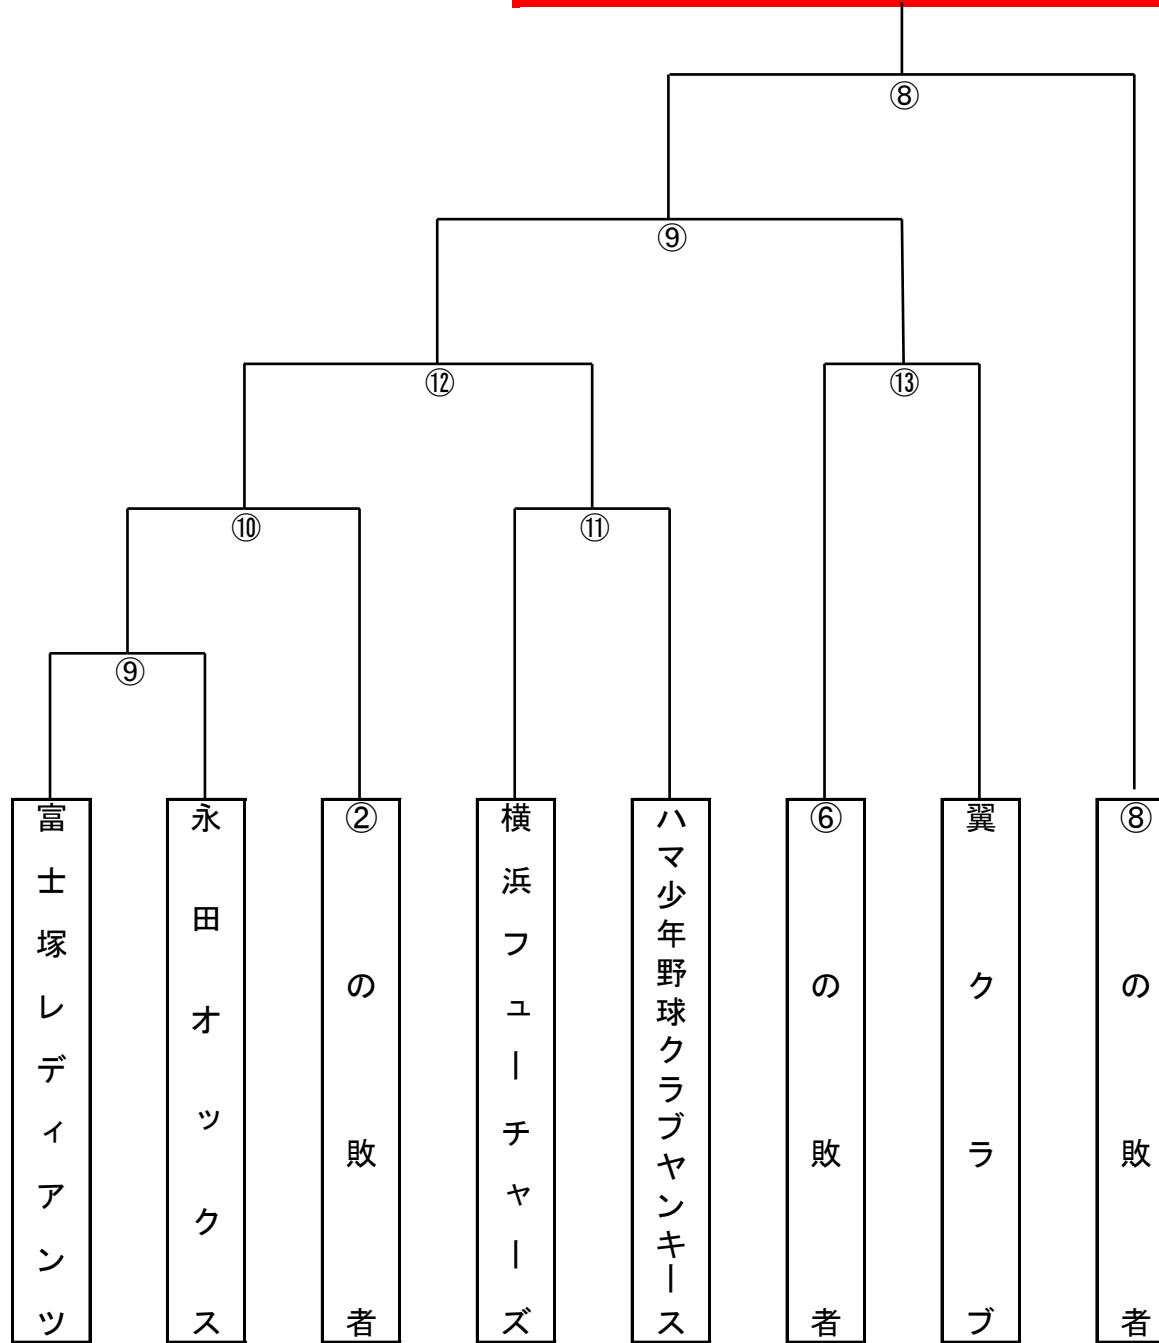 ⑧
⑨
⑫
⑬
⑩
⑪
⑨
富士塚レディアンツ
永田オックス
②の敗者
横浜フューチャーズ
ハマ少年野球クラブヤンキース
⑥の敗者
翼クラブ
⑧の敗者